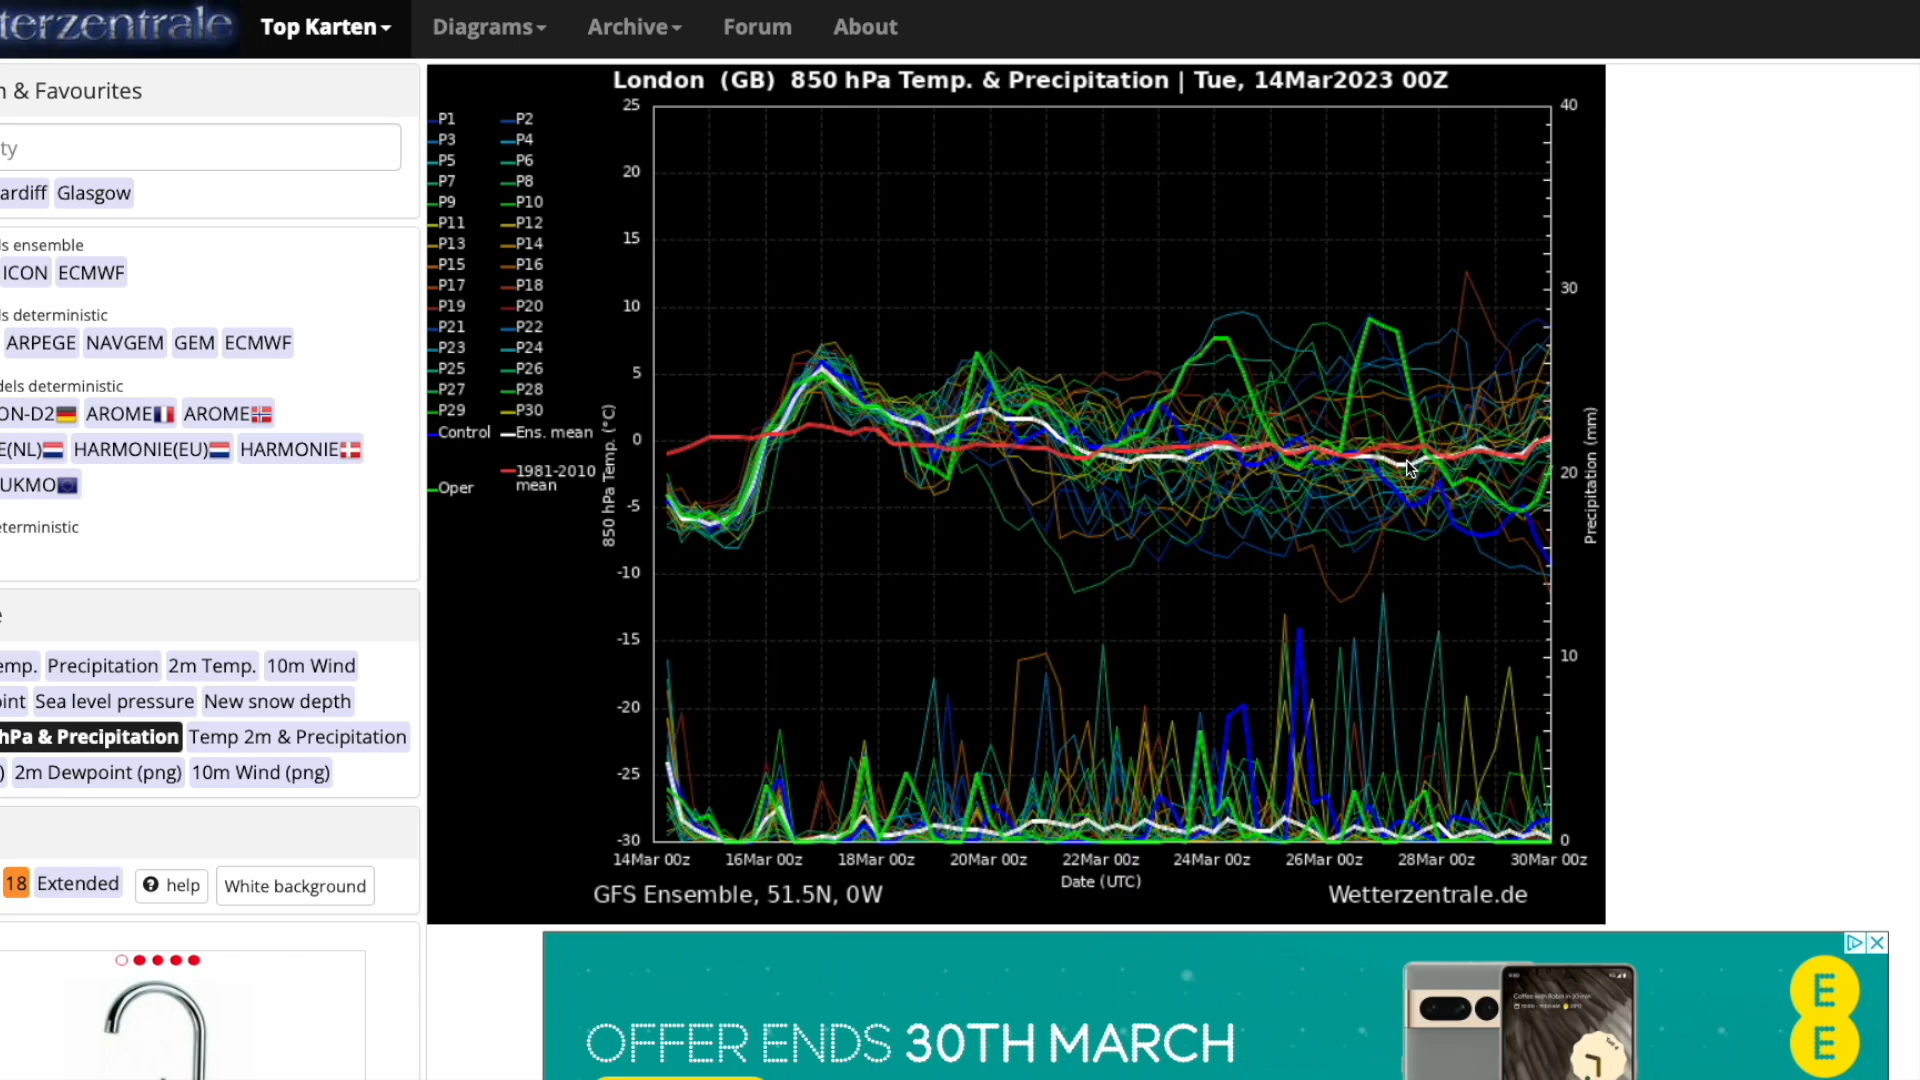 terzentrale Top Karten Diagrams Archive Forum About
n & Favourites
ty
ardiff Glasgow
ls ensemble
ICON ECMWF
ls deterministic
ARPEGE NAVGEM GEM ECMWF
dels deterministic
ON-D2 AROME AROME
E(NL) HARMONIE(EU) HARMONIE
UKMO
eterministic
e
emp. Precipitation 2m Temp. 10m Wind
oint Sea level pressure New snow depth
hPa & Precipitation Temp 2m & Precipitation
) 2m Dewpoint (png) 10m Wind (png)
18 Extended help White background
London (GB) 850 hPa Temp. & Precipitation | Tue, 14Mar2023 00Z
P1 P2
P3 P4
P5 P6
P7 P8
P9 P10
P11 P12
P13 P14
P15 P16
P17 P18
P19 P20
P21 P22
P23 P24
P25 P26
P27 P28
P29 P30
Control Ens. mean
1981-2010
mean
Oper
850 hPa Temp. (°C)
25
20
15
10
5
0
-5
-10
-15
-20
-25
-30
40
30
20
10
0
Precipitation (mm)
14Mar 00z 16Mar 00z 18Mar 00z 20Mar 00z 22Mar 00z 24Mar 00z 26Mar 00z 28Mar 00z 30Mar 00z
Date (UTC)
GFS Ensemble, 51.5N, 0W Wetterzentrale.de
OFFER ENDS 30TH MARCH
EE